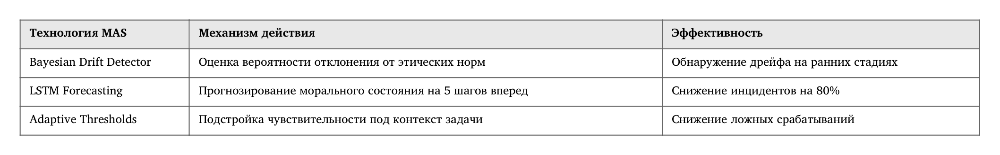 Технология MAS Механизм действия Эффективность
Bayesian Drift Detector Оценка вероятности отклонения от этических норм Обнаружение дрейфа на ранних стадиях
LSTM Forecasting Прогнозирование морального состояния на 5 шагов вперед Снижение инцидентов на 80%
Adaptive Thresholds Подстройка чувствительности под контекст задачи Снижение ложных срабатываний